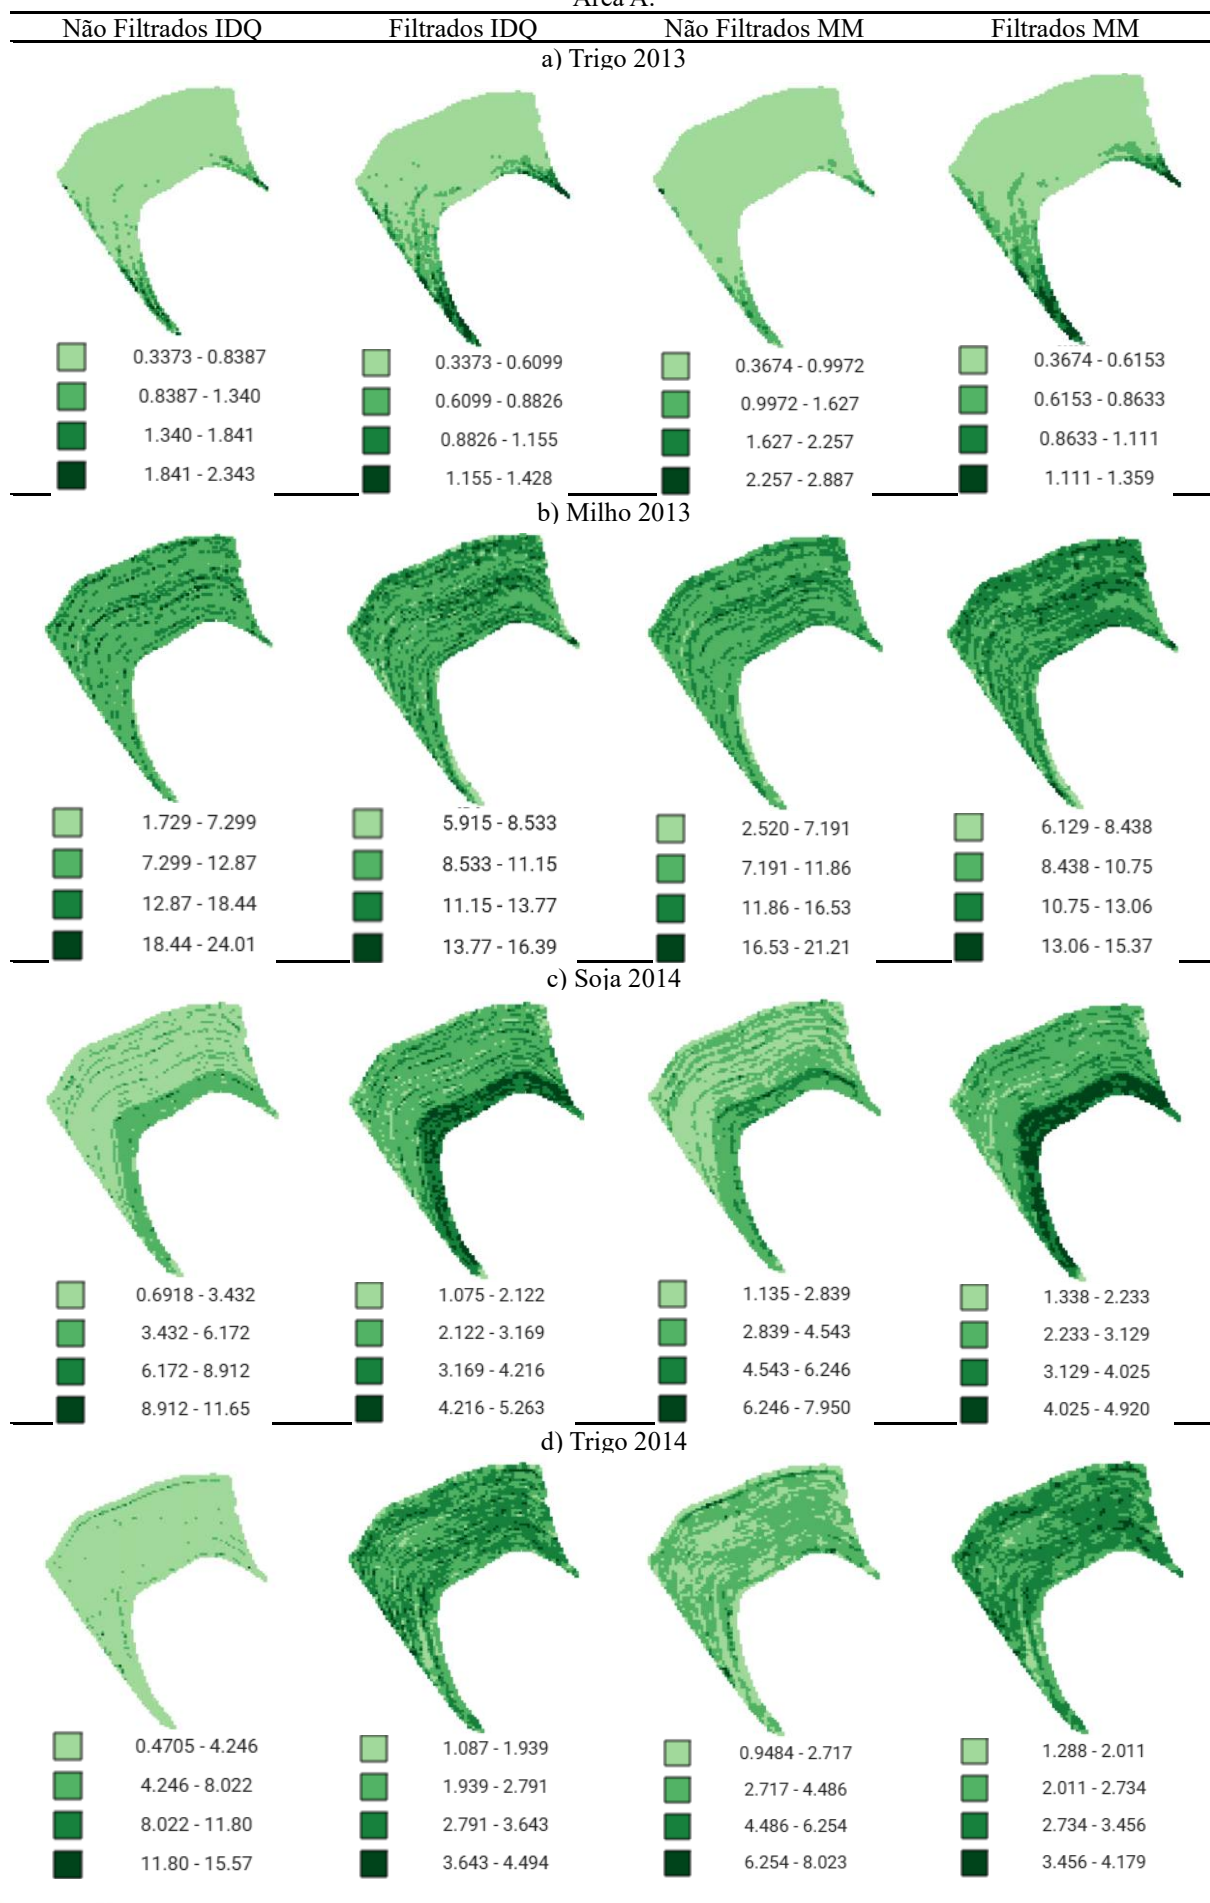 Área A.
Não Filtrados IDQ Filtrados IDQ Não Filtrados MM Filtrados MM
a) Trigo 2013
0.3373 - 0.8387 0.3373 - 0.6099 0.3674 - 0.9972 0.3674 - 0.6153
0.8387 - 1.340 0.6099 - 0.8826 0.9972 - 1.627 0.6153 - 0.8633
1.340 - 1.841 0.8826 - 1.155 1.627 - 2.257 0.8633 - 1.111
1.841 - 2.343 1.155 - 1.428 2.257 - 2.887 1.111 - 1.359
b) Milho 2013
1.729 - 7.299 5.915 - 8.533 2.520 - 7.191 6.129 - 8.438
7.299 - 12.87 8.533 - 11.15 7.191 - 11.86 8.438 - 10.75
12.87 - 18.44 11.15 - 13.77 11.86 - 16.53 10.75 - 13.06
18.44 - 24.01 13.77 - 16.39 16.53 - 21.21 13.06 - 15.37
c) Soja 2014
0.6918 - 3.432 1.075 - 2.122 1.135 - 2.839 1.338 - 2.233
3.432 - 6.172 2.122 - 3.169 2.839 - 4.543 2.233 - 3.129
6.172 - 8.912 3.169 - 4.216 4.543 - 6.246 3.129 - 4.025
8.912 - 11.65 4.216 - 5.263 6.246 - 7.950 4.025 - 4.920
d) Trigo 2014
0.4705 - 4.246 1.087 - 1.939 0.9484 - 2.717 1.288 - 2.011
4.246 - 8.022 1.939 - 2.791 2.717 - 4.486 2.011 - 2.734
8.022 - 11.80 2.791 - 3.643 4.486 - 6.254 2.734 - 3.456
11.80 - 15.57 3.643 - 4.494 6.254 - 8.023 3.456 - 4.179